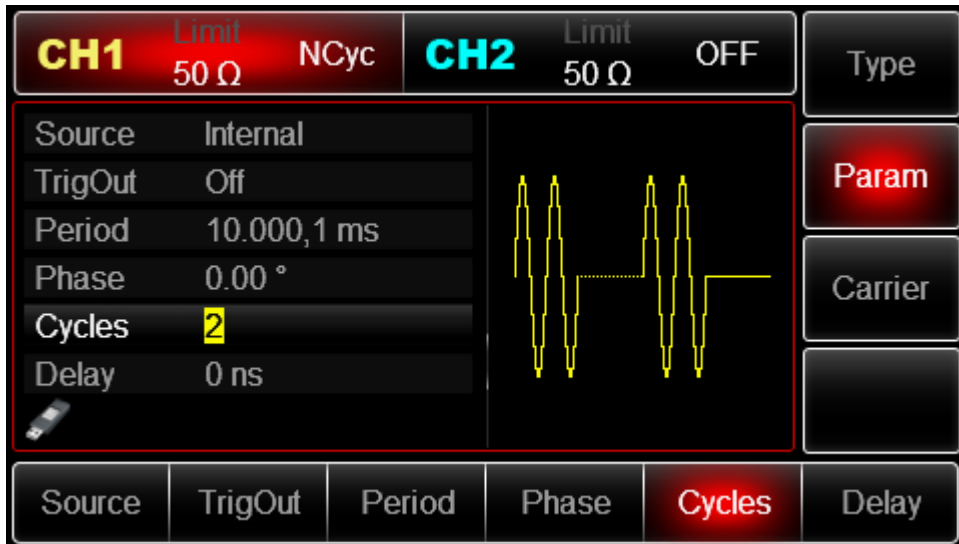 CH1 Limit 50 Ω NCyc CH2 Limit 50 Ω OFF
Type
Source Internal
TrigOut Off
Period 10.000,1 ms
Phase 0.00 °
Cycles 2
Delay 0 ns
Param
Carrier
Source TrigOut Period Phase Cycles Delay